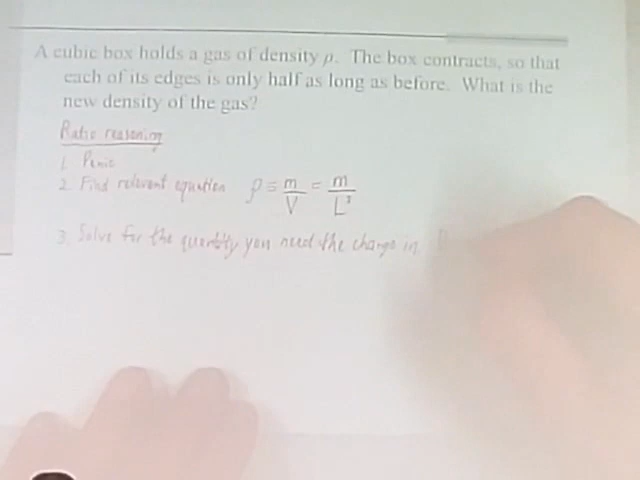 A cubic box holds a gas of density ρ. The box contracts, so that
each of its edges is only half as long as before. What is the
new density of the gas?
Ratio reasoning
1. Panic
2. Find relevant equation ρ ≡ m/V = m/L³
3. Solve for the quantity you need the change in